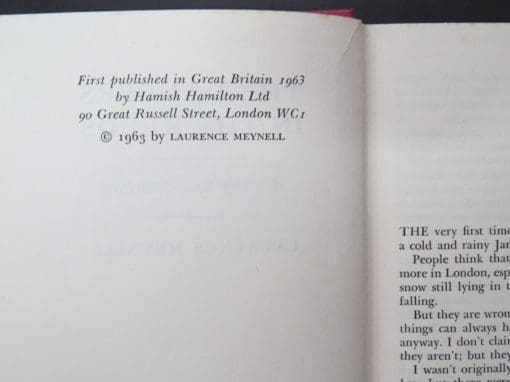 First published in Great Britain 1963
by Hamish Hamilton Ltd
90 Great Russell Street, London WC1
© 1963 by LAURENCE MEYNELL
THE very first time
a cold and rainy Jan
People think that
more in London, esp
snow still lying in t
falling.
But they are wron
things can always h
anyway. I don't clai
they aren't; but they
I wasn't originally